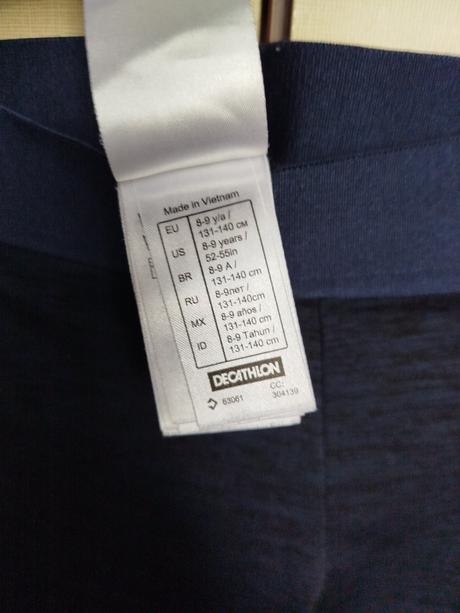 Made in Vietnam
EU 8-9 y/a /
131-140 см
US 8-9 years /
52-55in
BR 8-9 A /
131-140 cm
RU 8-9лет /
131-140cm
MX 8-9 años /
131-140 cm
ID 8-9 Tahun /
131-140 cm
DECATHLON
63061
CC:
304139